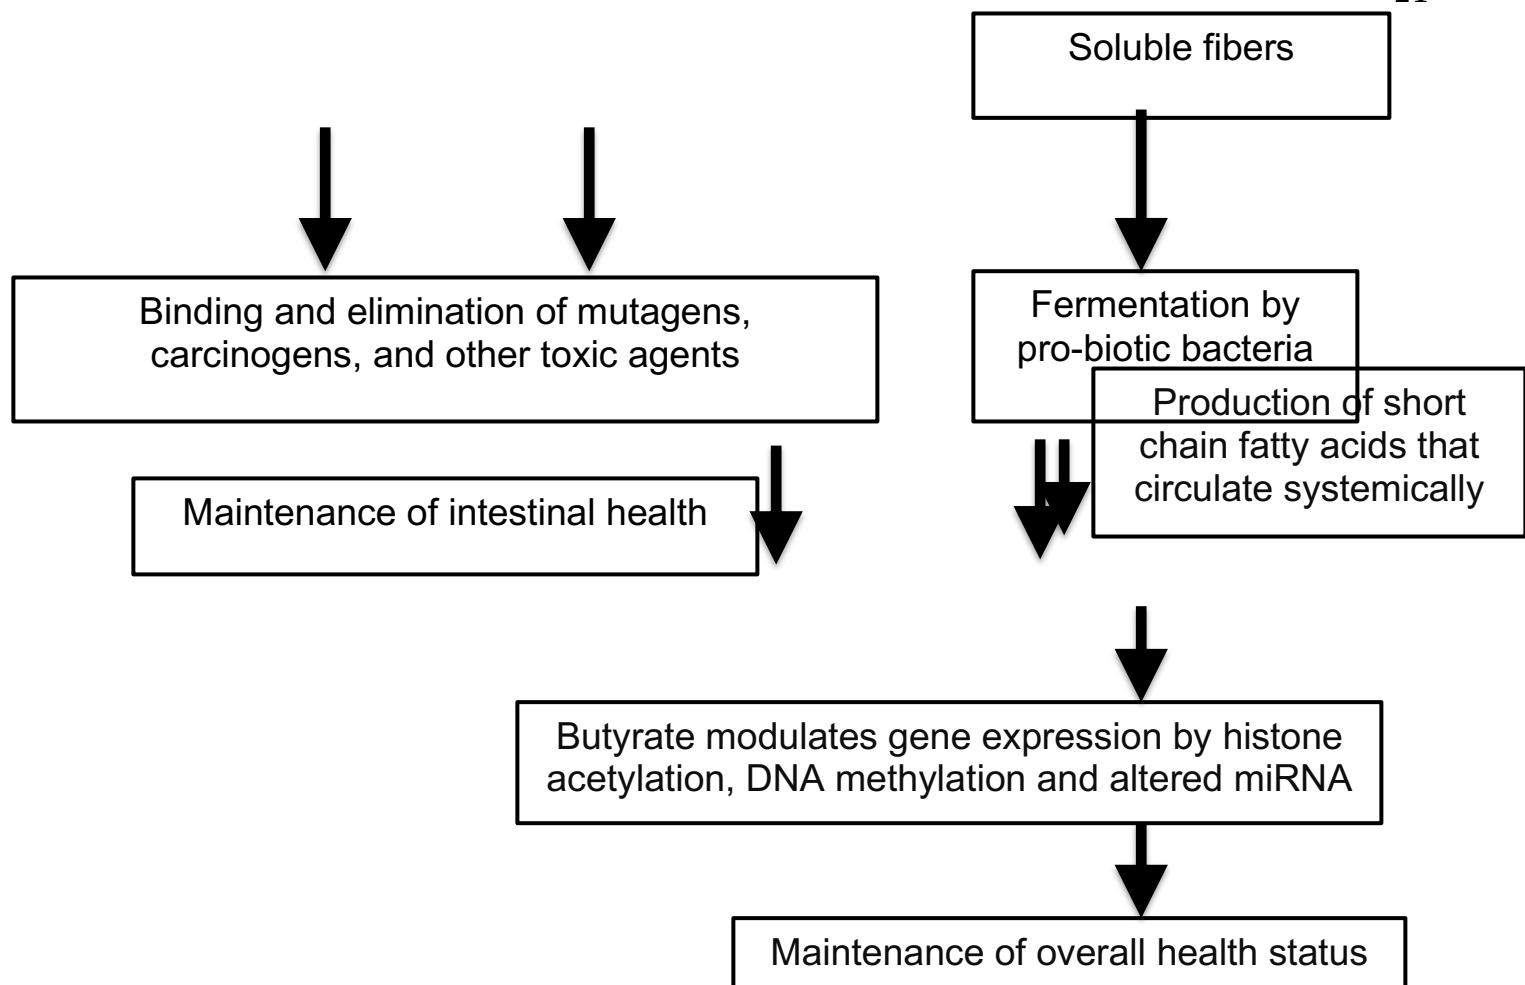 Soluble fibers
Binding and elimination of mutagens,
carcinogens, and other toxic agents
Fermentation by
pro-biotic bacteria
Production of short
chain fatty acids that
circulate systemically
Maintenance of intestinal health
Butyrate modulates gene expression by histone
acetylation, DNA methylation and altered miRNA
Maintenance of overall health status